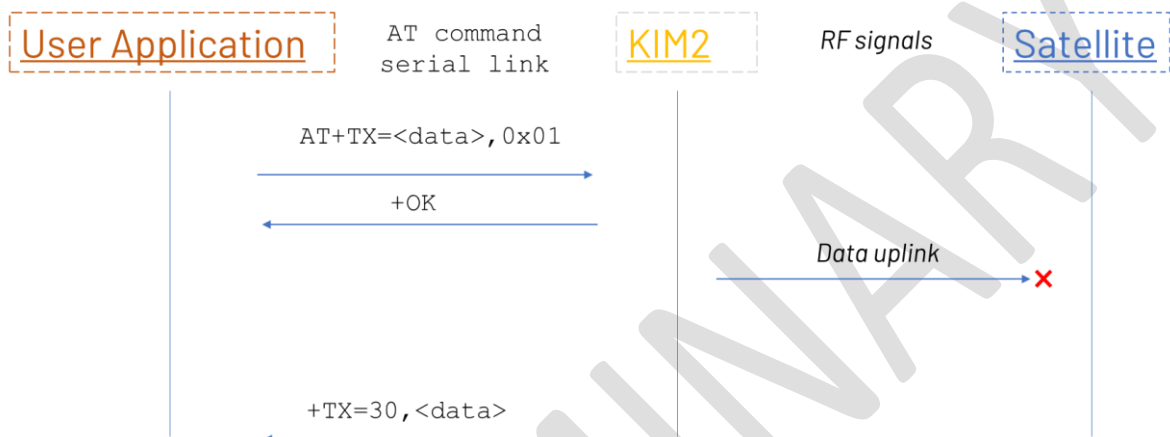 User Application
AT command
serial link
KIM2
RF signals
Satellite
AT+TX=<data>,0x01
+OK
Data uplink
+TX=30,<data>